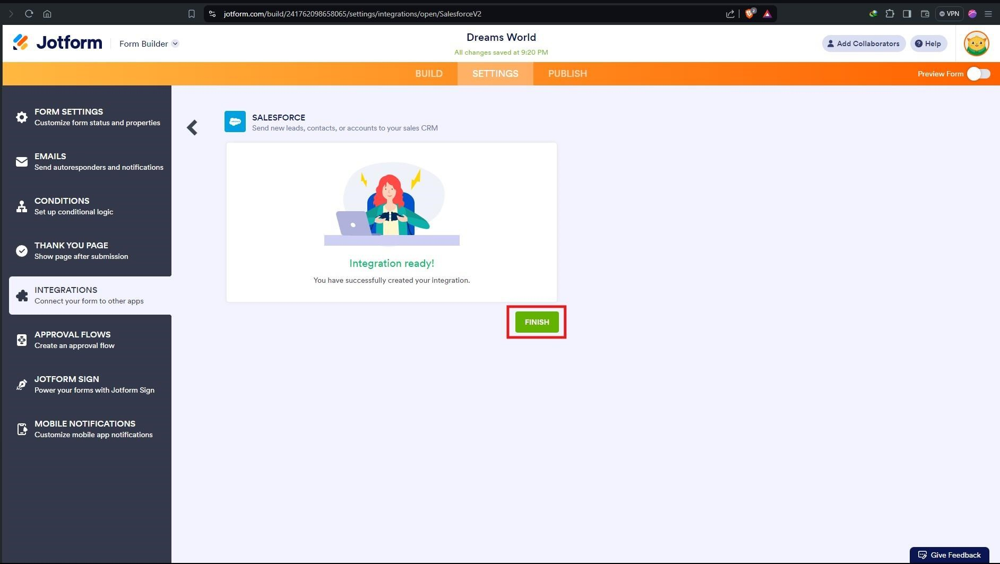 jotform.com/build/241762098658065/settings/integrations/open/SalesforceV2
2
VPN
Jotform
Form Builder
Dreams World
All changes saved at 9:20 PM
Add Collaborators
Help
BUILD
SETTINGS
PUBLISH
Preview Form
FORM SETTINGS
Customize form status and properties
EMAILS
Send autoresponders and notifications
CONDITIONS
Set up conditional logic
THANK YOU PAGE
Show page after submission
INTEGRATIONS
Connect your form to other apps
APPROVAL FLOWS
Create an approval flow
JOTFORM SIGN
Power your forms with Jotform Sign
MOBILE NOTIFICATIONS
Customize mobile app notifications
SALESFORCE
Send new leads, contacts, or accounts to your sales CRM
Integration ready!
You have successfully created your integration.
FINISH
Give Feedback